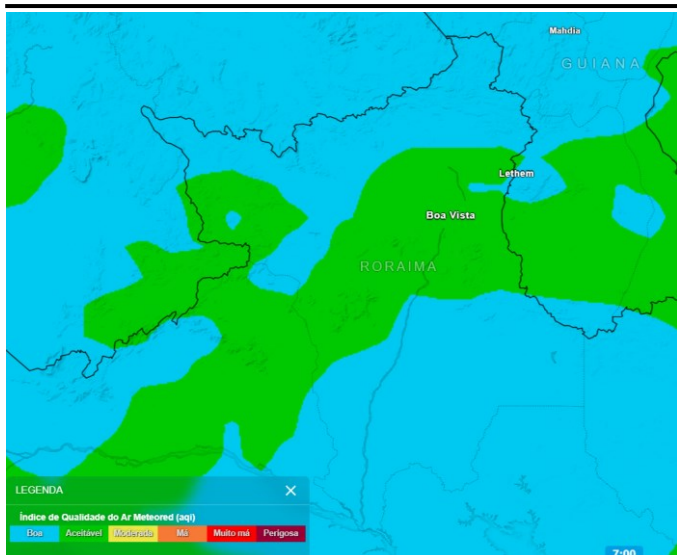 Mahdia
GUIANA
Lethem
Boa Vista
RORAIMA
LEGENDA
Índice de Qualidade do Ar Meteored (aqi)
Boa Aceitável Moderada Má Muito má Perigosa
7:00